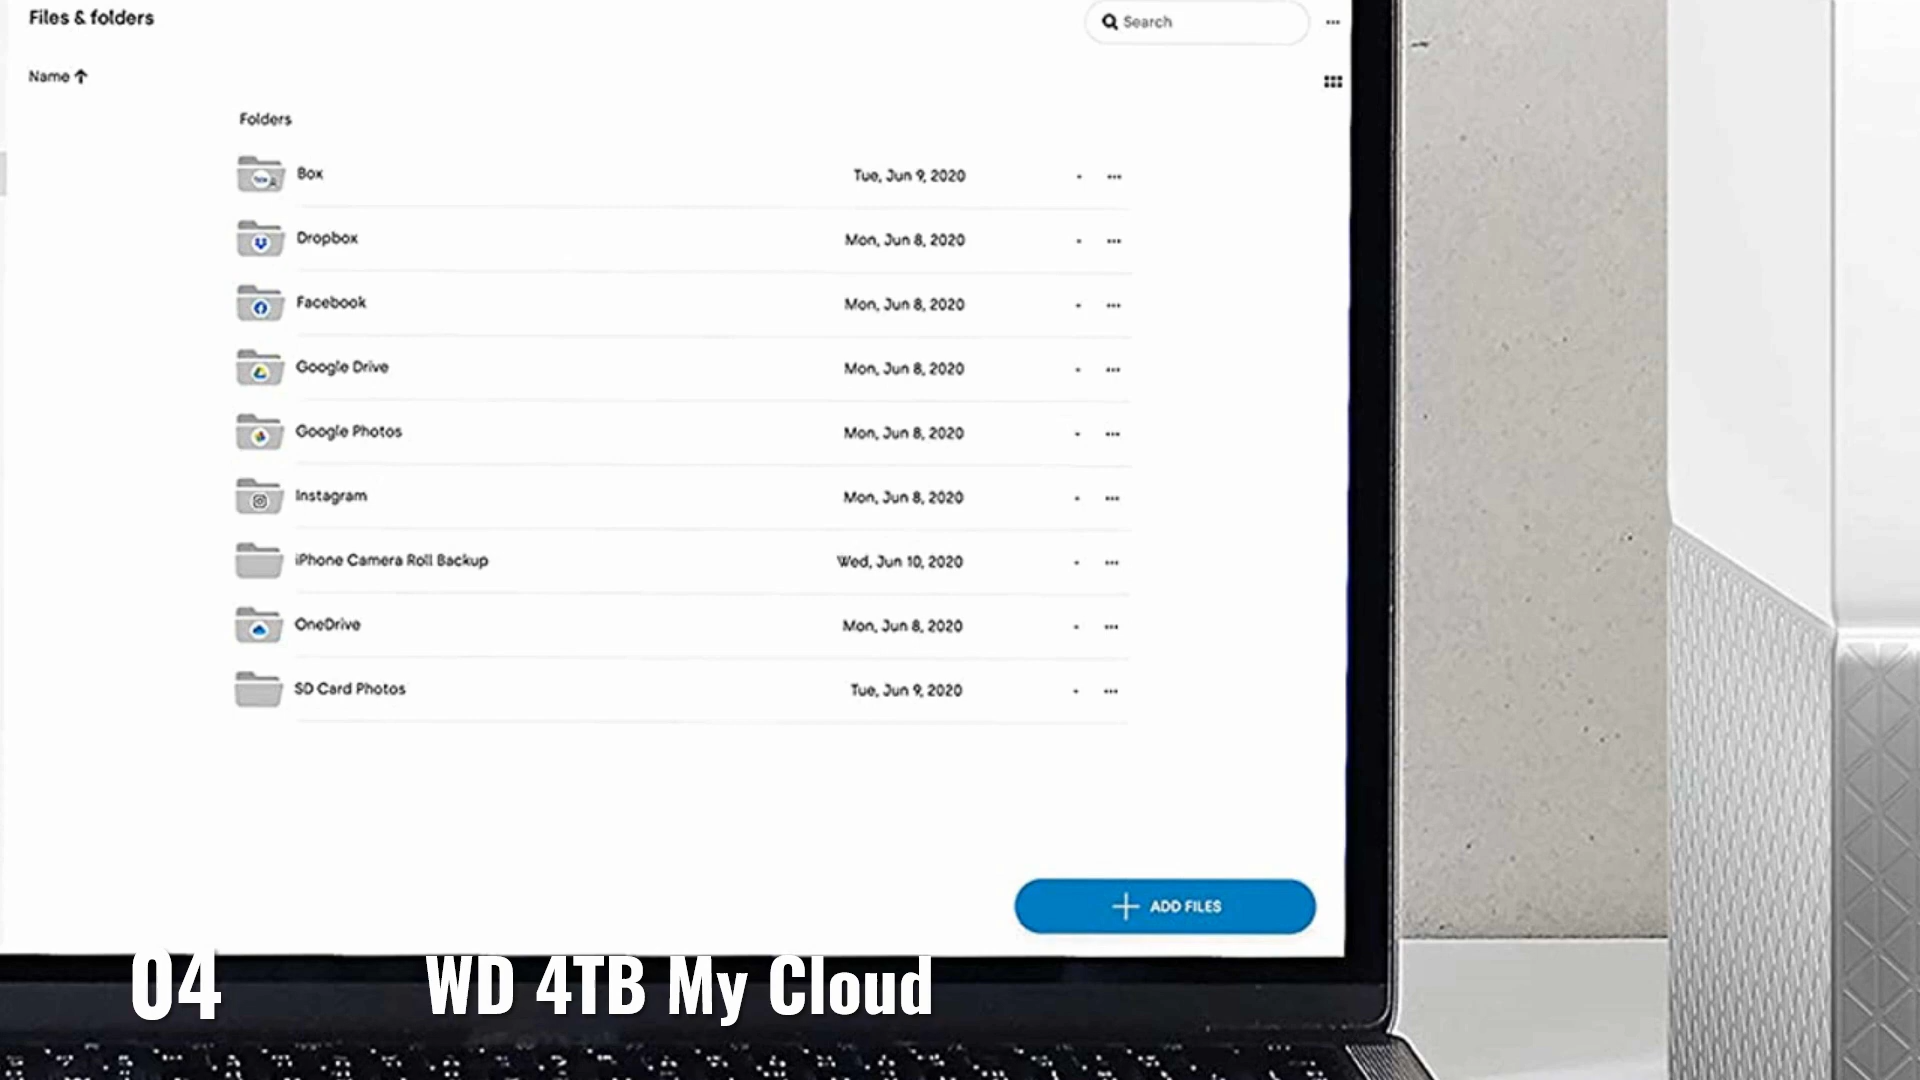 Files & folders
Search
Name
Folders
Box Tue, Jun 9, 2020
Dropbox Mon, Jun 8, 2020
Facebook Mon, Jun 8, 2020
Google Drive Mon, Jun 8, 2020
Google Photos Mon, Jun 8, 2020
Instagram Mon, Jun 8, 2020
iPhone Camera Roll Backup Wed, Jun 10, 2020
OneDrive Mon, Jun 8, 2020
SD Card Photos Tue, Jun 9, 2020
ADD FILES
04 WD 4TB My Cloud